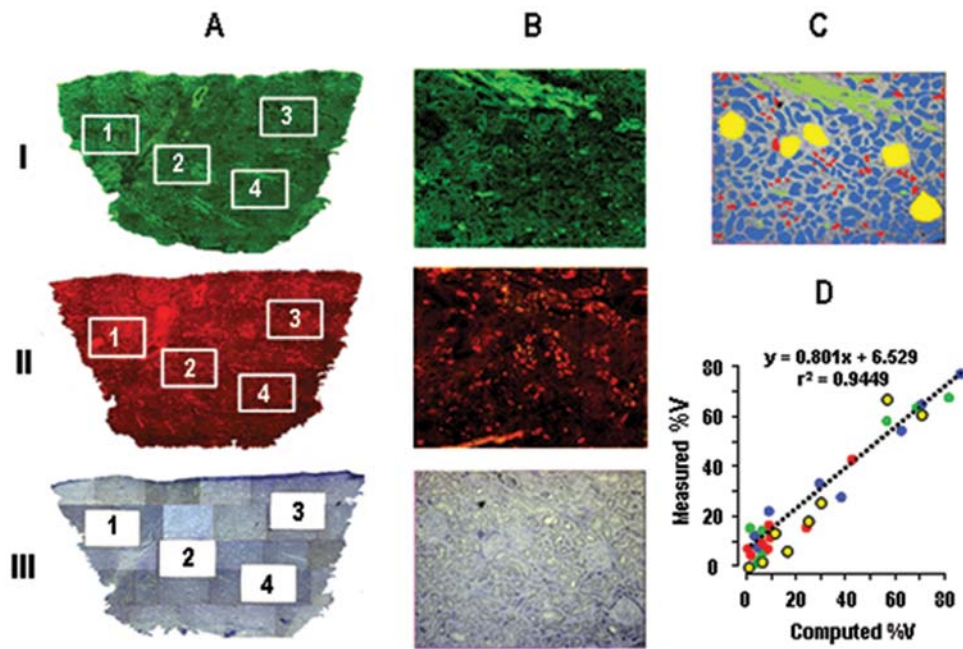 A B C
I
1 2 3 4
II
1 2 3 4
III
1 2 3 4
D
y = 0.801x + 6.529
r² = 0.9449
Measured %V
80
60
40
20
0
0 20 40 60 80
Computed %V